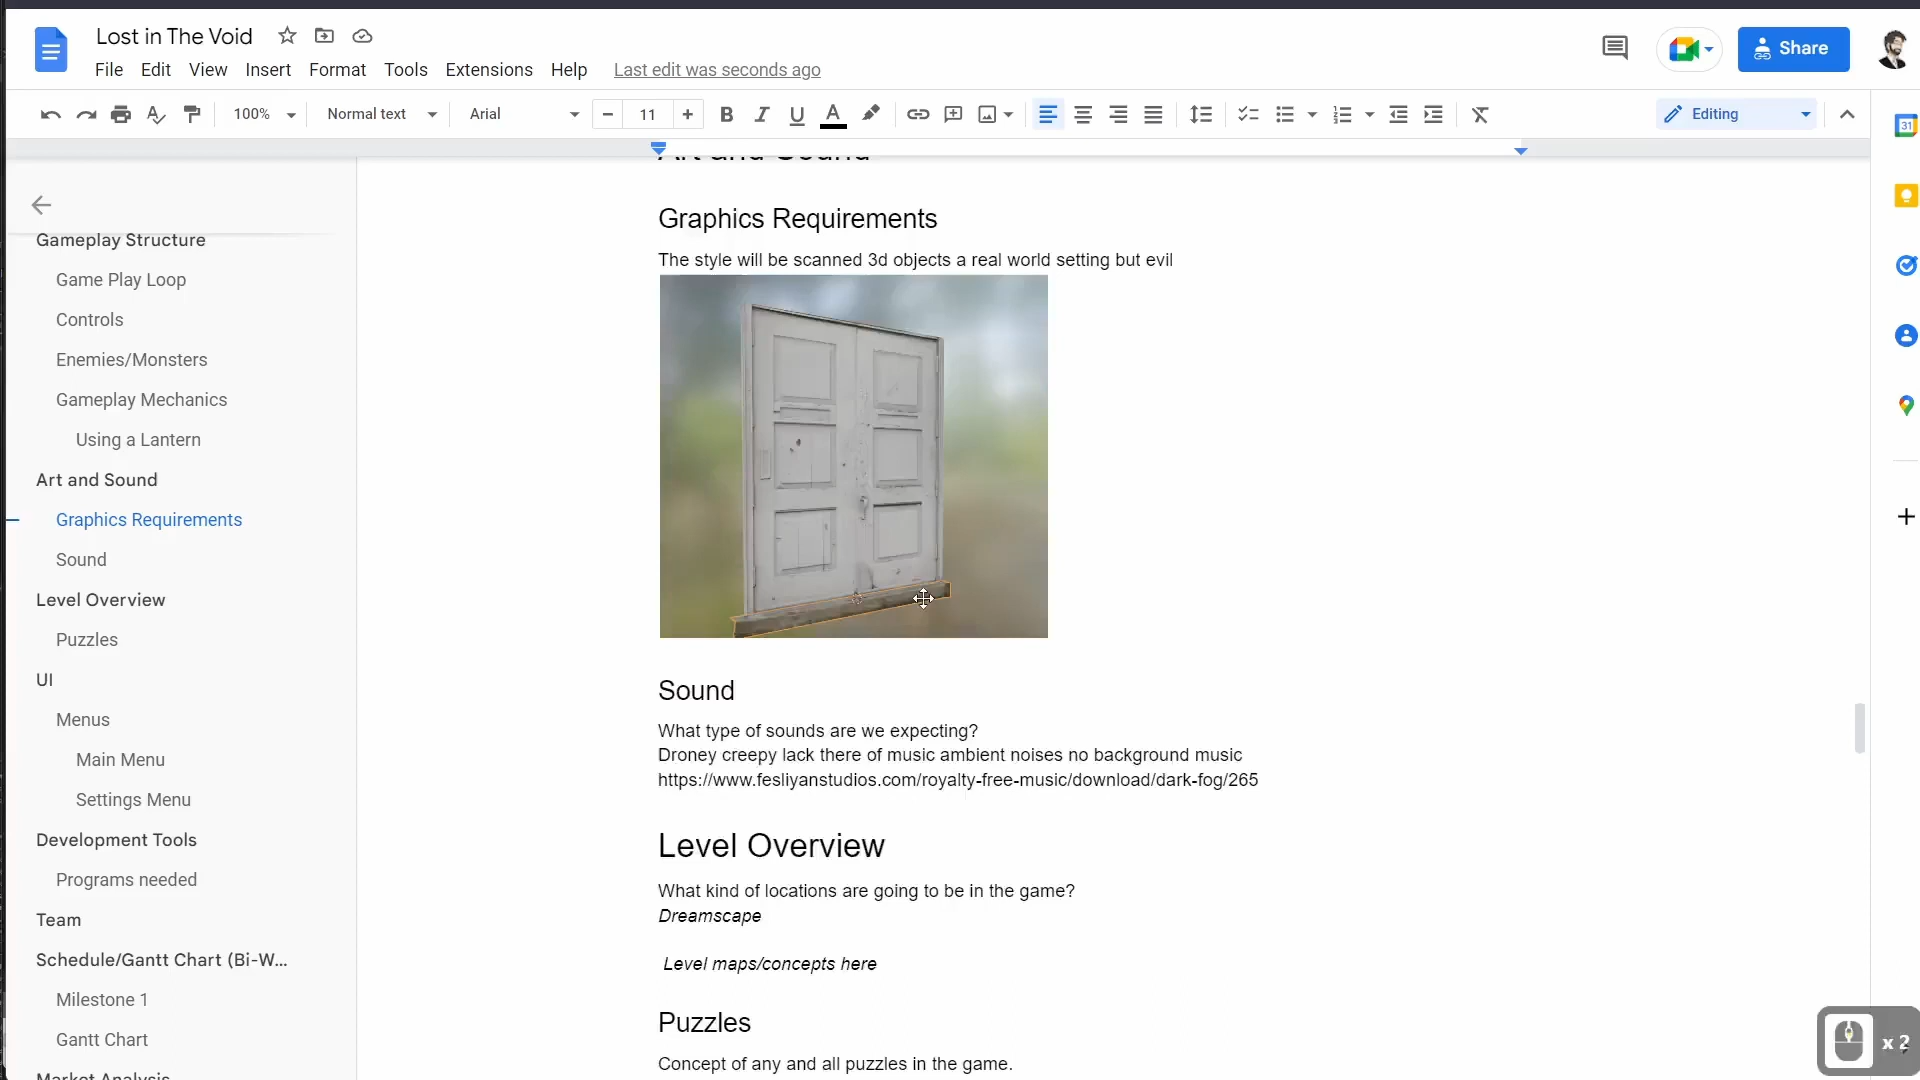 Lost in The Void
File Edit View Insert Format Tools Extensions Help Last edit was seconds ago
Share
100% Normal text Arial 11 Editing
31
Art and Sound
Graphics Requirements
The style will be scanned 3d objects a real world setting but evil
Sound
What type of sounds are we expecting?
Droney creepy lack there of music ambient noises no background music
https://www.fesliyanstudios.com/royalty-free-music/download/dark-fog/265
Level Overview
What kind of locations are going to be in the game?
Dreamscape
Level maps/concepts here
Puzzles
Concept of any and all puzzles in the game.
Gameplay Structure
Game Play Loop
Controls
Enemies/Monsters
Gameplay Mechanics
Using a Lantern
Art and Sound
Graphics Requirements
Sound
Level Overview
Puzzles
UI
Menus
Main Menu
Settings Menu
Development Tools
Programs needed
Team
Schedule/Gantt Chart (Bi-W...
Milestone 1
Gantt Chart
Market Analysis
x 2